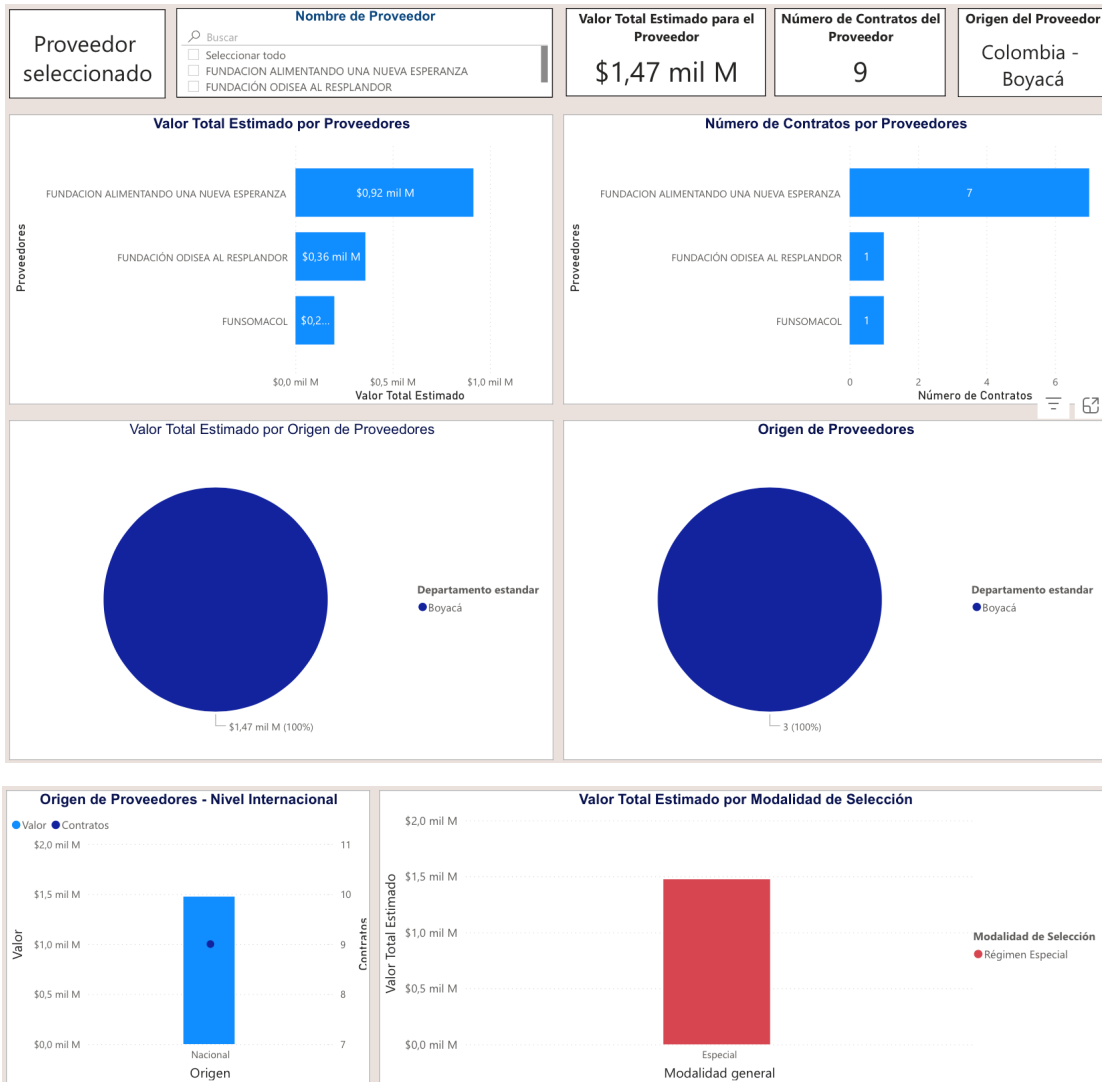 Proveedor
seleccionado
Nombre de Proveedor
Buscar
Seleccionar todo
FUNDACION ALIMENTANDO UNA NUEVA ESPERANZA
FUNDACIÓN ODISEA AL RESPLANDOR
Valor Total Estimado para el
Proveedor
$1,47 mil M
Número de Contratos del
Proveedor
9
Origen del Proveedor
Colombia -
Boyacá
Valor Total Estimado por Proveedores
Proveedores
FUNDACION ALIMENTANDO UNA NUEVA ESPERANZA
$0,92 mil M
FUNDACIÓN ODISEA AL RESPLANDOR
$0,36 mil M
FUNSOMACOL
$0,2...
$0,0 mil M $0,5 mil M $1,0 mil M
Valor Total Estimado
Número de Contratos por Proveedores
Proveedores
FUNDACION ALIMENTANDO UNA NUEVA ESPERANZA
7
FUNDACIÓN ODISEA AL RESPLANDOR
1
FUNSOMACOL
1
0 2 4 6
Número de Contratos
Valor Total Estimado por Origen de Proveedores
Departamento estandar
Boyacá
$1,47 mil M (100%)
Origen de Proveedores
Departamento estandar
Boyacá
3 (100%)
Origen de Proveedores - Nivel Internacional
Valor Contratos
$2,0 mil M 11
$1,5 mil M 10
$1,0 mil M 9
$0,5 mil M 8
$0,0 mil M 7
Valor
Contratos
Nacional
Origen
Valor Total Estimado por Modalidad de Selección
$2,0 mil M
$1,5 mil M
$1,0 mil M
$0,5 mil M
$0,0 mil M
Valor Total Estimado
Modalidad de Selección
Régimen Especial
Especial
Modalidad general